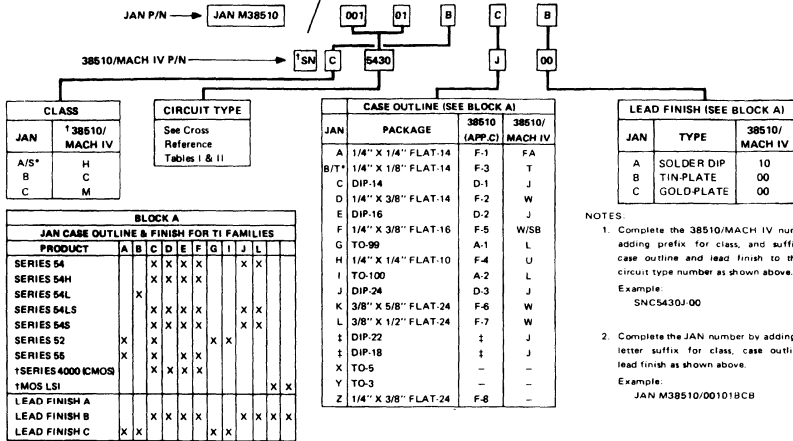 JAN P/N → JAN M38510 / 001 01 B C B
38510/MACH IV P/N → †SN C 5430 J 00
CLASS
JAN †38510/ MACH IV
A/S* H
B C
C M
CIRCUIT TYPE
See Cross
Reference
Tables I & II
CASE OUTLINE (SEE BLOCK A)
JAN PACKAGE 38510 (APP.C) 38510/ MACH IV
A 1/4" X 1/4" FLAT-14 F-1 FA
B/T* 1/4" X 1/8" FLAT-14 F-3 T
C DIP-14 D-1 J
D 1/4" X 3/8" FLAT-14 F-2 W
E DIP-16 D-2 J
F 1/4" X 3/8" FLAT-16 F-5 W/SB
G TO-99 A-1 L
H 1/4" X 1/4" FLAT-10 F-4 U
I TO-100 A-2 L
J DIP-24 D-3 J
K 3/8" X 5/8" FLAT-24 F-6 W
L 3/8" X 1/2" FLAT-24 F-7 W
‡ DIP-22 ‡ J
‡ DIP-18 ‡ J
X TO-5 – –
Y TO-3 – –
Z 1/4" X 3/8" FLAT F-8 –
LEAD FINISH (SEE BLOCK A)
JAN TYPE 38510/ MACH IV
A SOLDER DIP 10
B TIN-PLATE 00
C GOLD-PLATE 00
BLOCK A
JAN CASE OUTLINE & FINISH FOR TI FAMILIES
PRODUCT A B C D E F G I J L
SERIES 54 X X X X X X
SERIES 54H X X X X
SERIES 54L X
SERIES 54LS X X X X X X
SERIES 54S X X X X X X
SERIES 52 X X X X
SERIES 55 X X X X
†SERIES 4000 (CMOS) X X X X
†MOS LSI X X
LEAD FINISH A
LEAD FINISH B X X X X X X X X
LEAD FINISH C X X X X
NOTES:
1. Complete the 38510/MACH IV num
adding prefix for class, and suffi
case outline and lead finish to th
circuit type number as shown above.
Example:
SNC5430J-00
2. Complete the JAN number by adding
letter suffix for class, case outli
lead finish as shown above.
Example:
JAN M38510/00101BCB